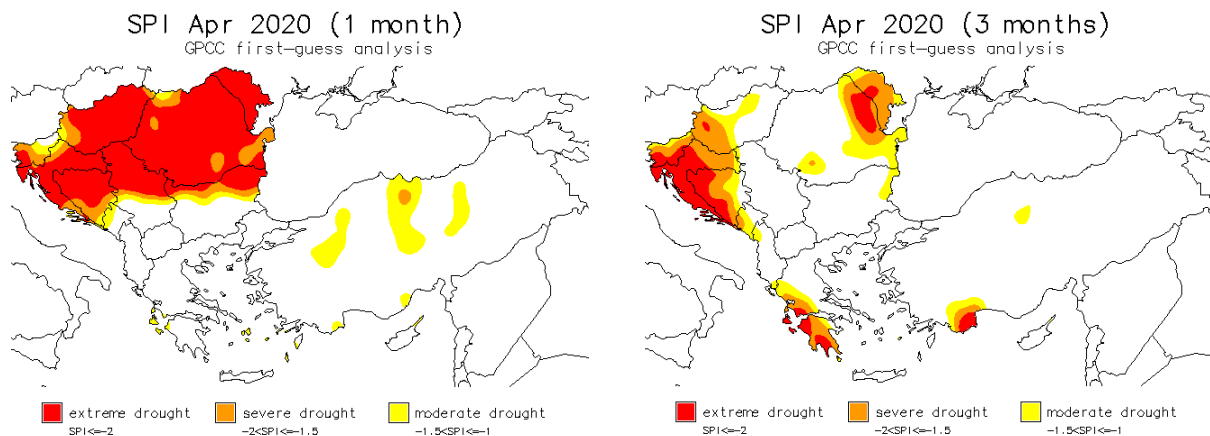 SPI Apr 2020 (1 month)
GPCC first-guess analysis
extreme drought
SPI<=-2
severe drought
-2<SPI<=-1.5
moderate drought
-1.5<SPI<=-1
SPI Apr 2020 (3 months)
GPCC first-guess analysis
extreme drought
SPI<=-2
severe drought
-2<SPI<=-1.5
moderate drought
-1.5<SPI<=-1